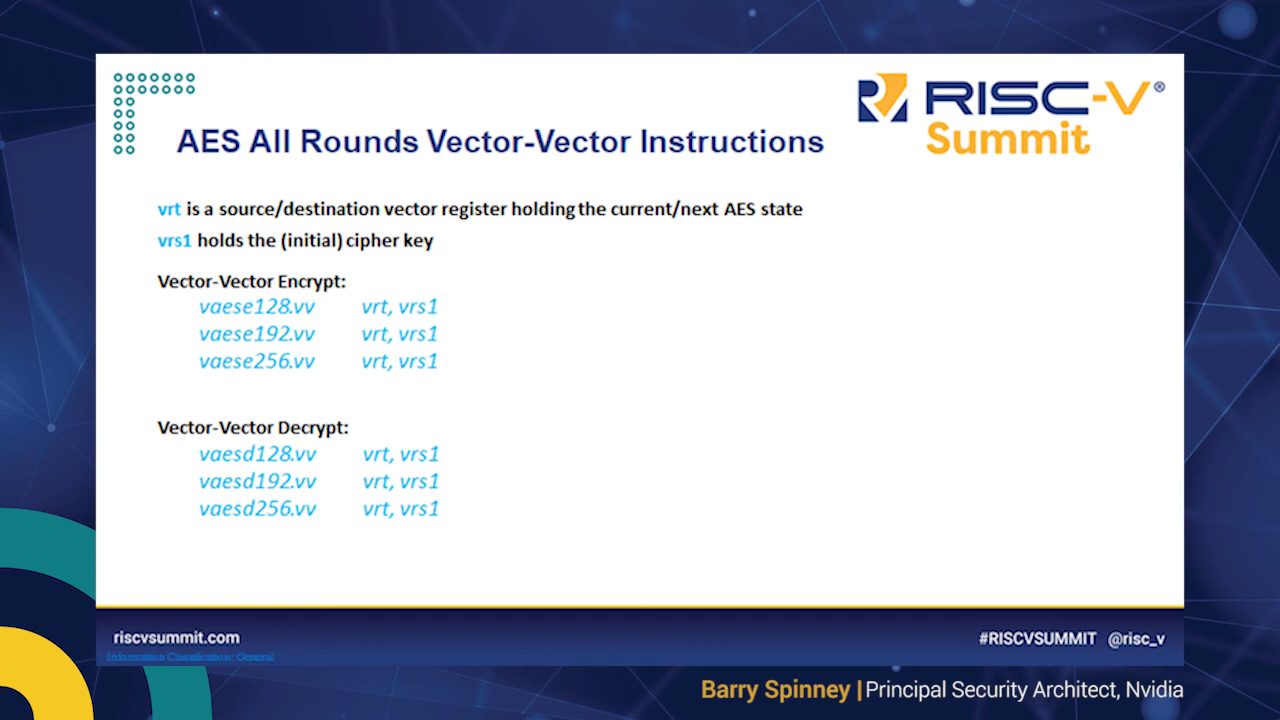 RISC-V®
Summit
AES All Rounds Vector-Vector Instructions
vrt is a source/destination vector register holding the current/next AES state
vrs1 holds the (initial) cipher key
Vector-Vector Encrypt:
vaese128.vv vrt, vrs1
vaese192.vv vrt, vrs1
vaese256.vv vrt, vrs1
Vector-Vector Decrypt:
vaesd128.vv vrt, vrs1
vaesd192.vv vrt, vrs1
vaesd256.vv vrt, vrs1
riscvsummit.com #RISCVSUMMIT @risc_v
Information Classification: General
Barry Spinney | Principal Security Architect, Nvidia